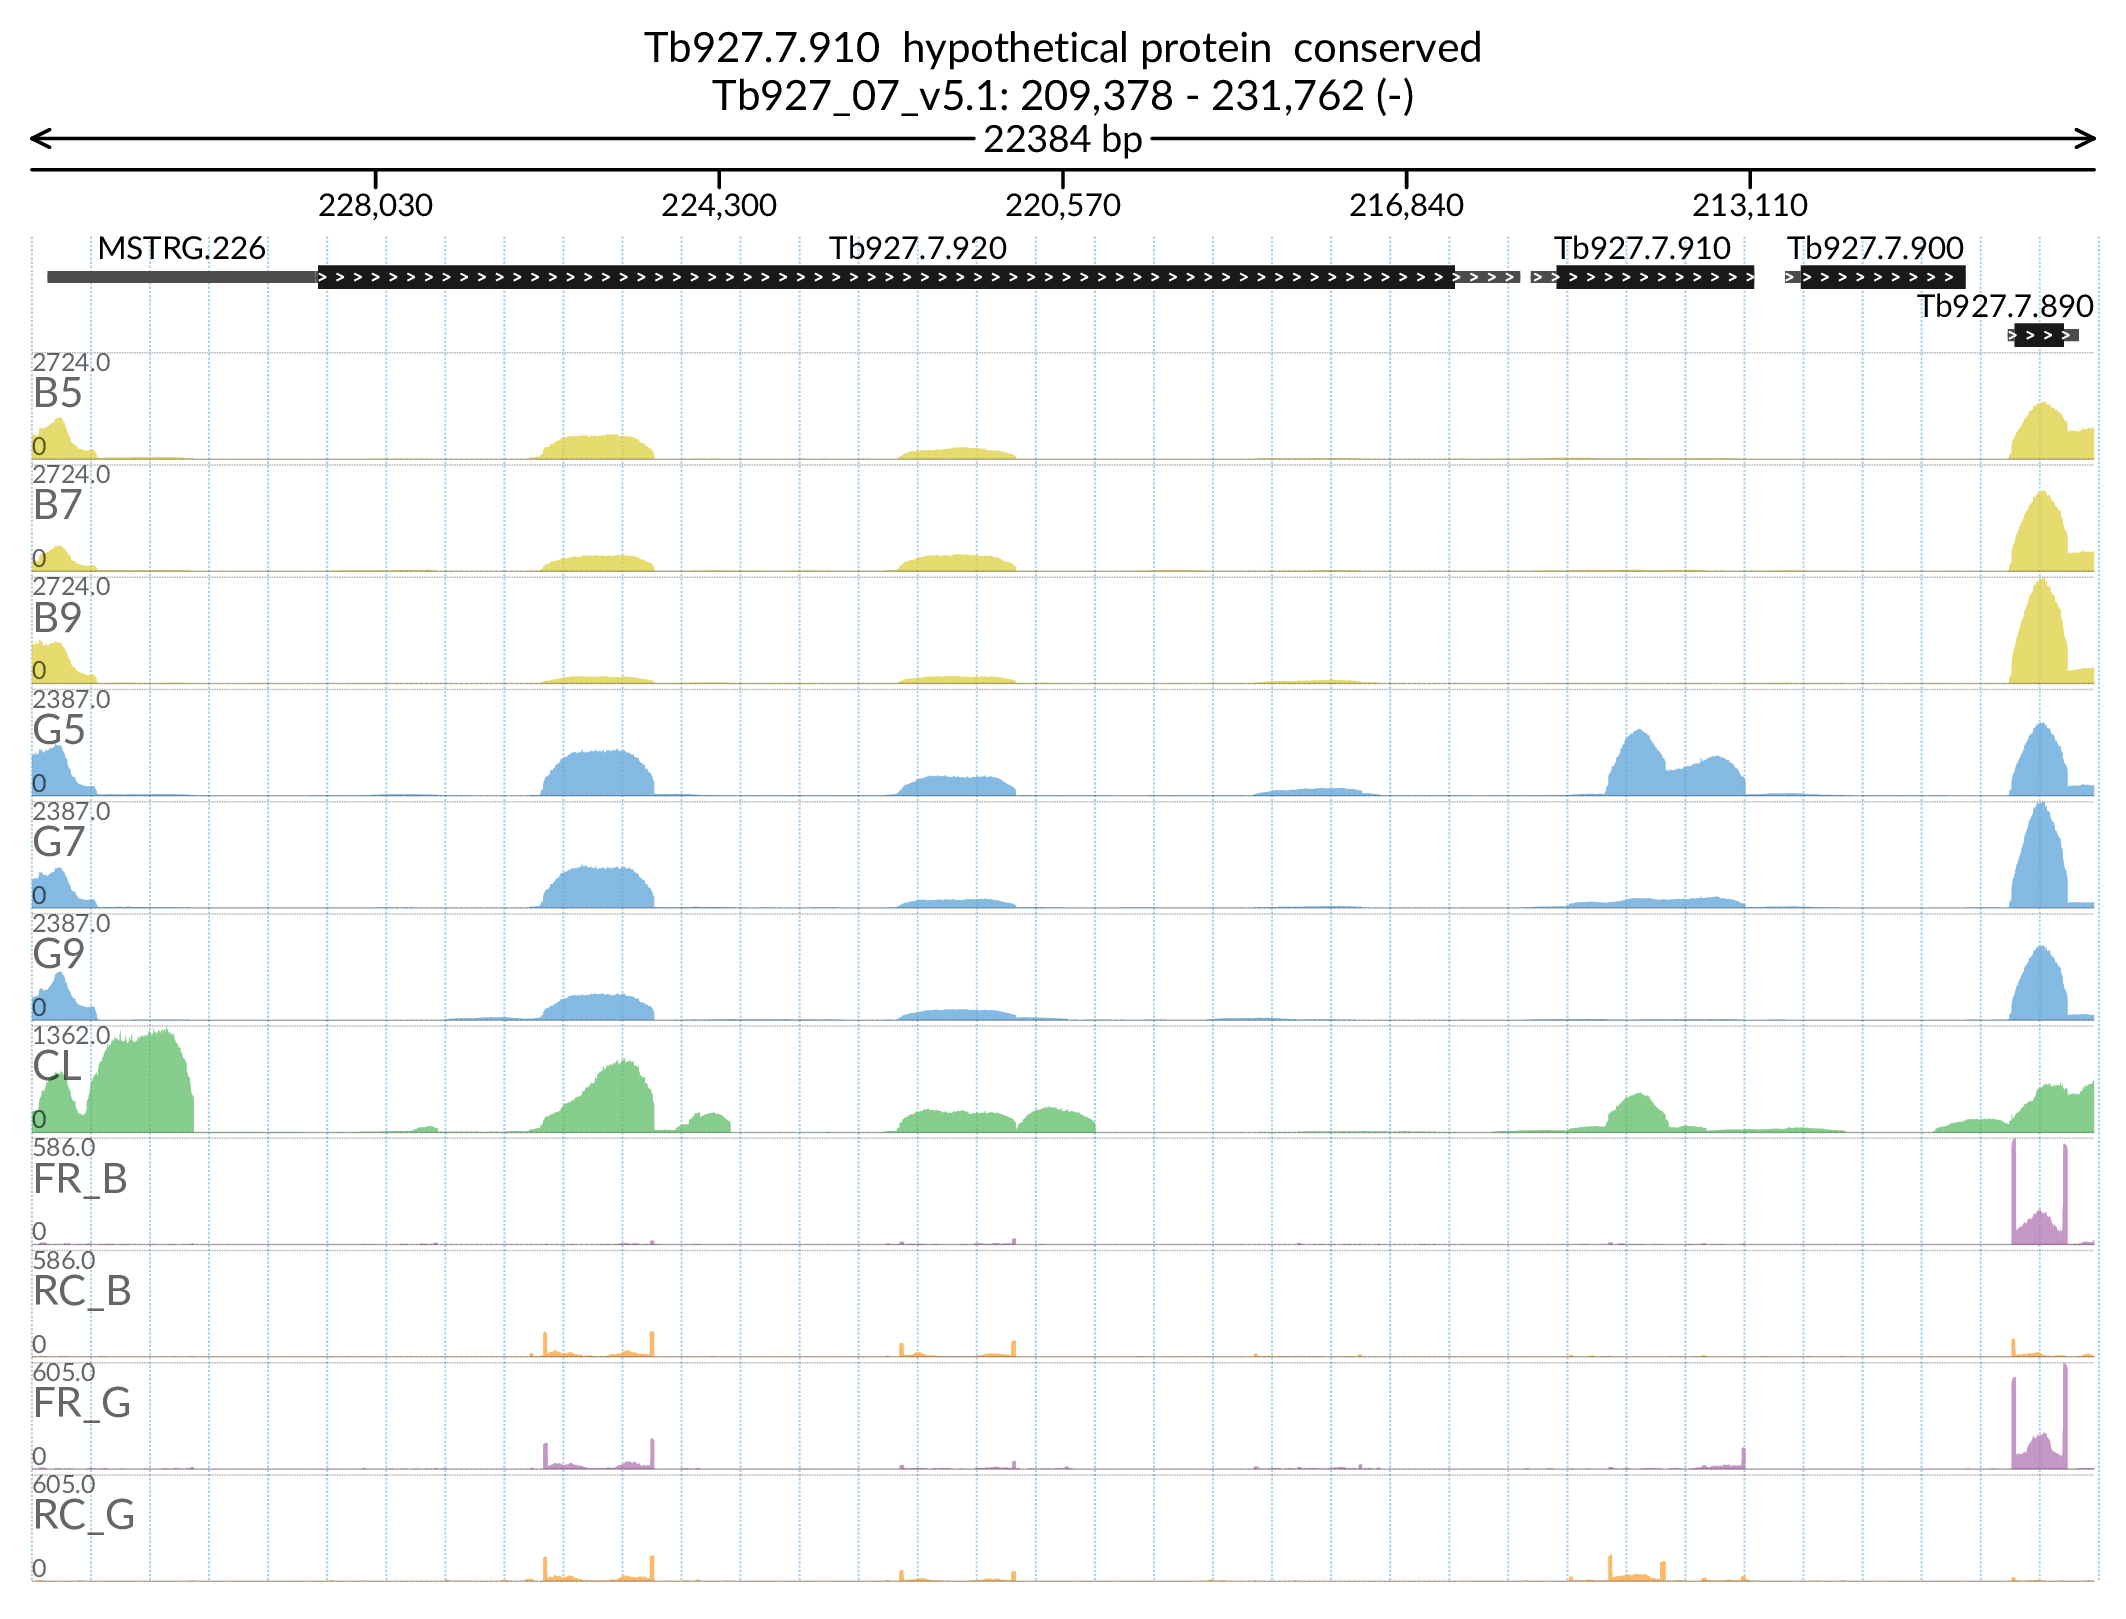 Tb927.7.910 hypothetical protein conserved
Tb927_07_v5.1: 209,378 - 231,762 (-)
22384 bp
228,030 224,300 220,570 216,840 213,110
MSTRG.226 Tb927.7.920 Tb927.7.910 Tb927.7.900
Tb927.7.890
2724.0
B5
0
2724.0
B7
0
2724.0
B9
0
2387.0
G5
0
2387.0
G7
0
2387.0
G9
0
1362.0
CL
0
586.0
FR_B
0
586.0
RC_B
0
605.0
FR_G
0
605.0
RC_G
0